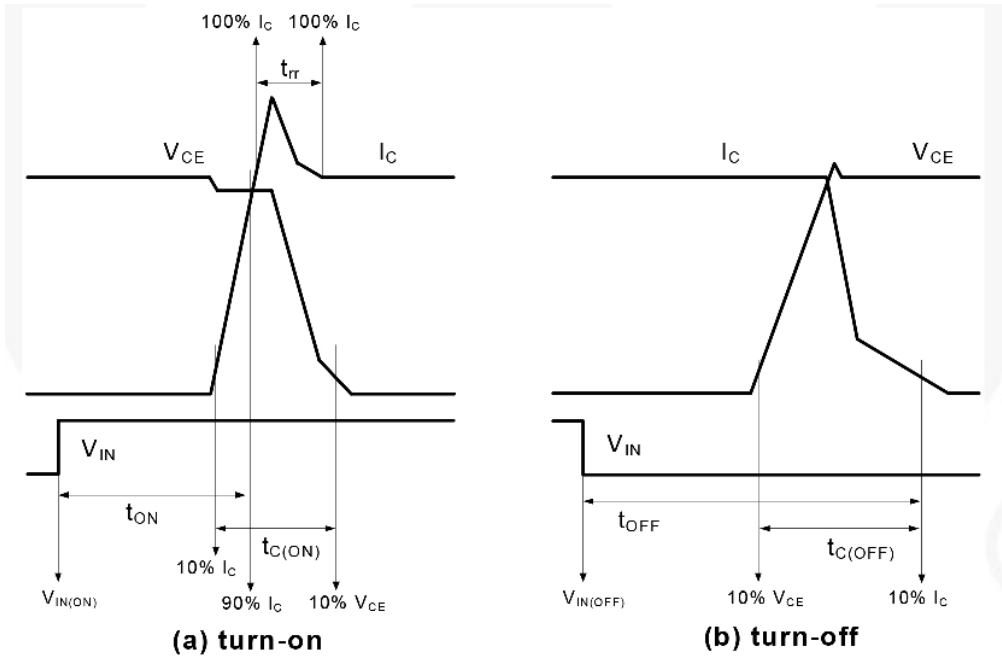 100% IC 100% IC
trr
VCE IC
IC VCE
VIN
VIN
tON
tOFF
tC(ON)
tC(OFF)
10% IC
VIN(ON)
90% IC 10% VCE
VIN(OFF) 10% VCE 10% IC
(a) turn-on
(b) turn-off